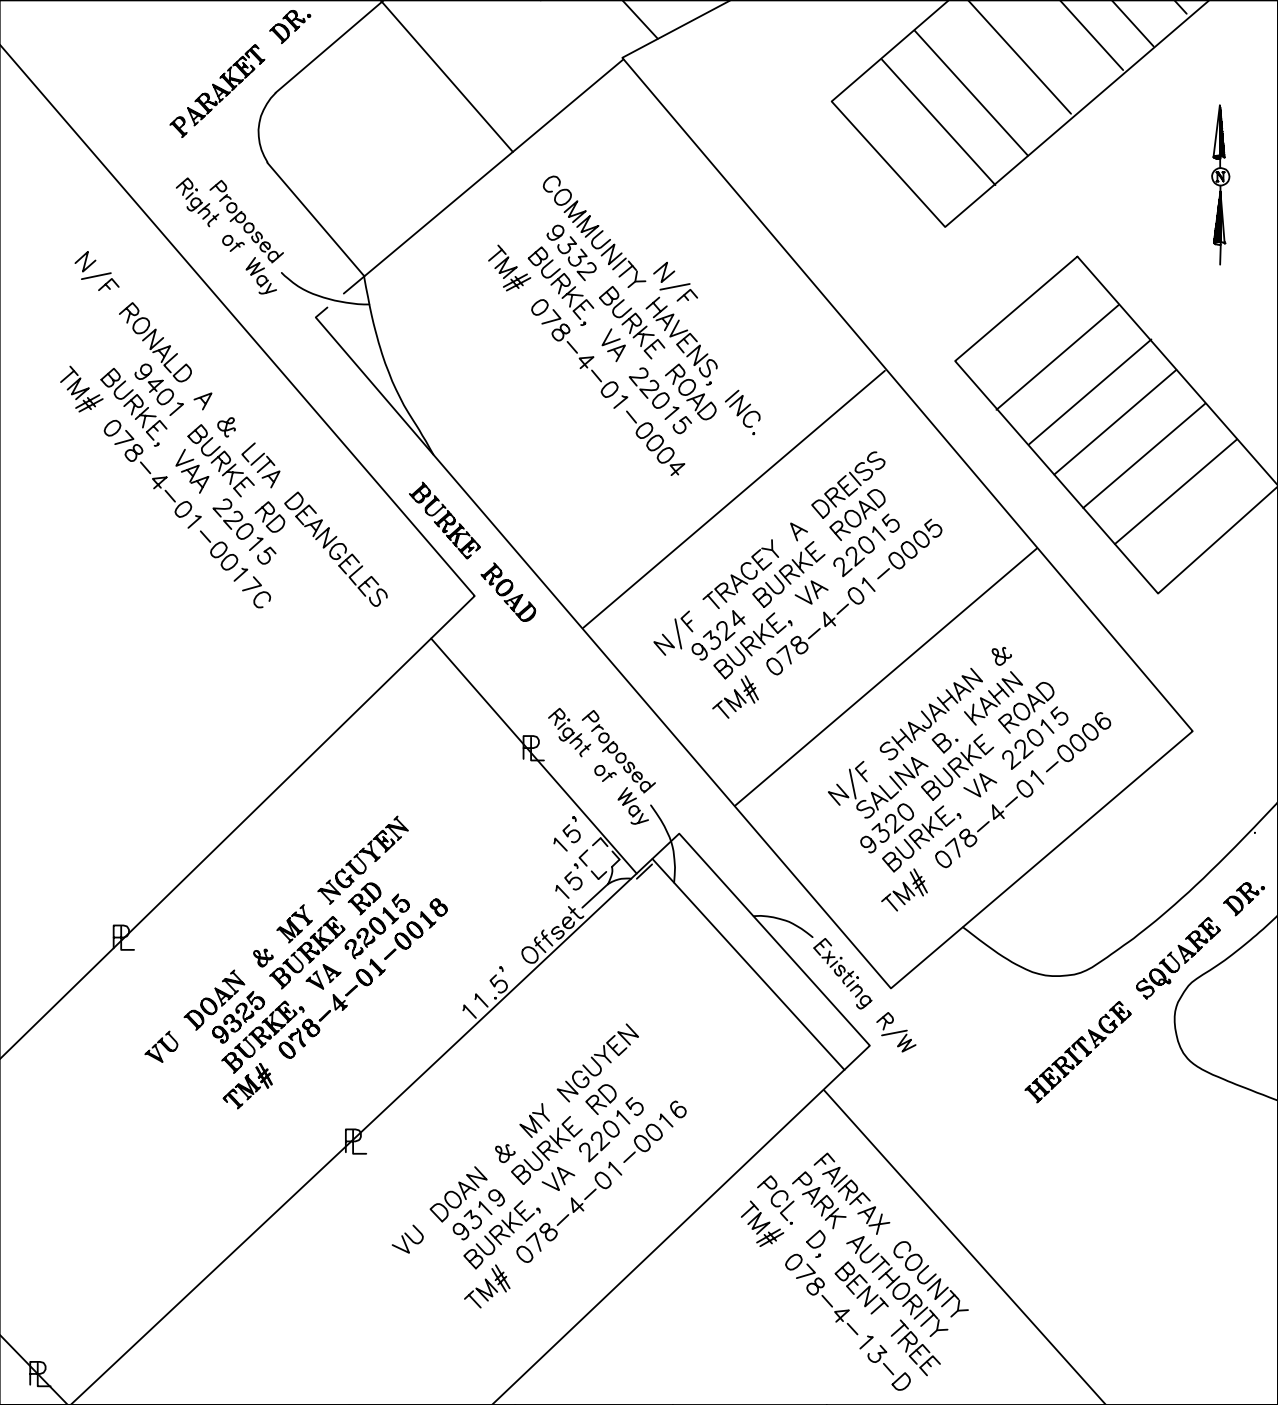 PARAKET DR.
Proposed
Right of Way
N/F
COMMUNITY HAVENS, INC.
9332 BURKE ROAD
BURKE, VA 22015
TM# 078-4-01-0004
N
N/F RONALD A & LITA DEANGELES
9401 BURKE RD
BURKE, VAA 22015
TM# 078-4-01-0017C
BURKE ROAD
N/F TRACEY A DREISS
9324 BURKE ROAD
BURKE, VA 22015
TM# 078-4-01-0005
N/F SHAJAHAN &
SALINA B. KAHN
9320 BURKE ROAD
BURKE, VA 22015
TM# 078-4-01-0006
Proposed
Right of Way
PL
15'
15'
11.5' Offset
VU DOAN & MY NGUYEN
9325 BURKE RD
BURKE, VA 22015
TM# 078-4-01-0018
PL
Existing R/W
HERITAGE SQUARE DR.
VU DOAN & MY NGUYEN
9319 BURKE RD
BURKE, VA 22015
TM# 078-4-01-0016
PL
FAIRFAX COUNTY
PARK AUTHORITY
PCL. D, BENT TREE
TM# 078-4-13-D
PL